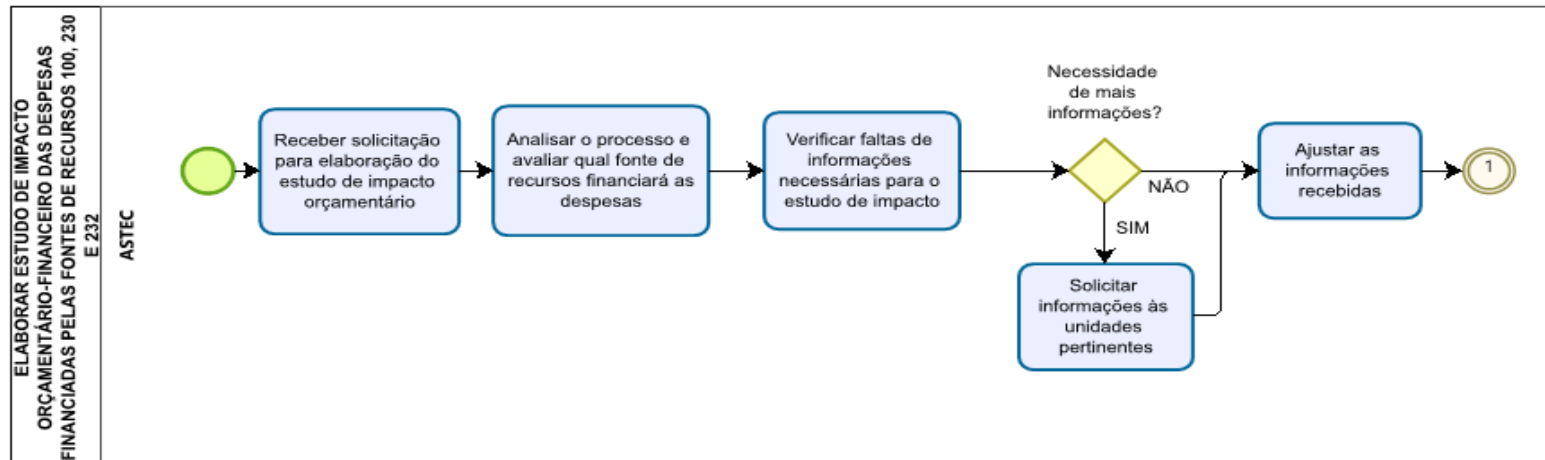 ELABORAR ESTUDO DE IMPACTO
ORÇAMENTÁRIO-FINANCEIRO DAS DESPESAS
FINANCIADAS PELAS FONTES DE RECURSOS 100, 230
E 232
ASTEC
Receber solicitação
para elaboração do
estudo de impacto
orçamentário
Analisar o processo e
avaliar qual fonte de
recursos financiará as
despesas
Verificar faltas de
informações
necessárias para o
estudo de impacto
Necessidade
de mais
informações?
NÃO
SIM
Solicitar
informações às
unidades
pertinentes
Ajustar as
informações
recebidas
1